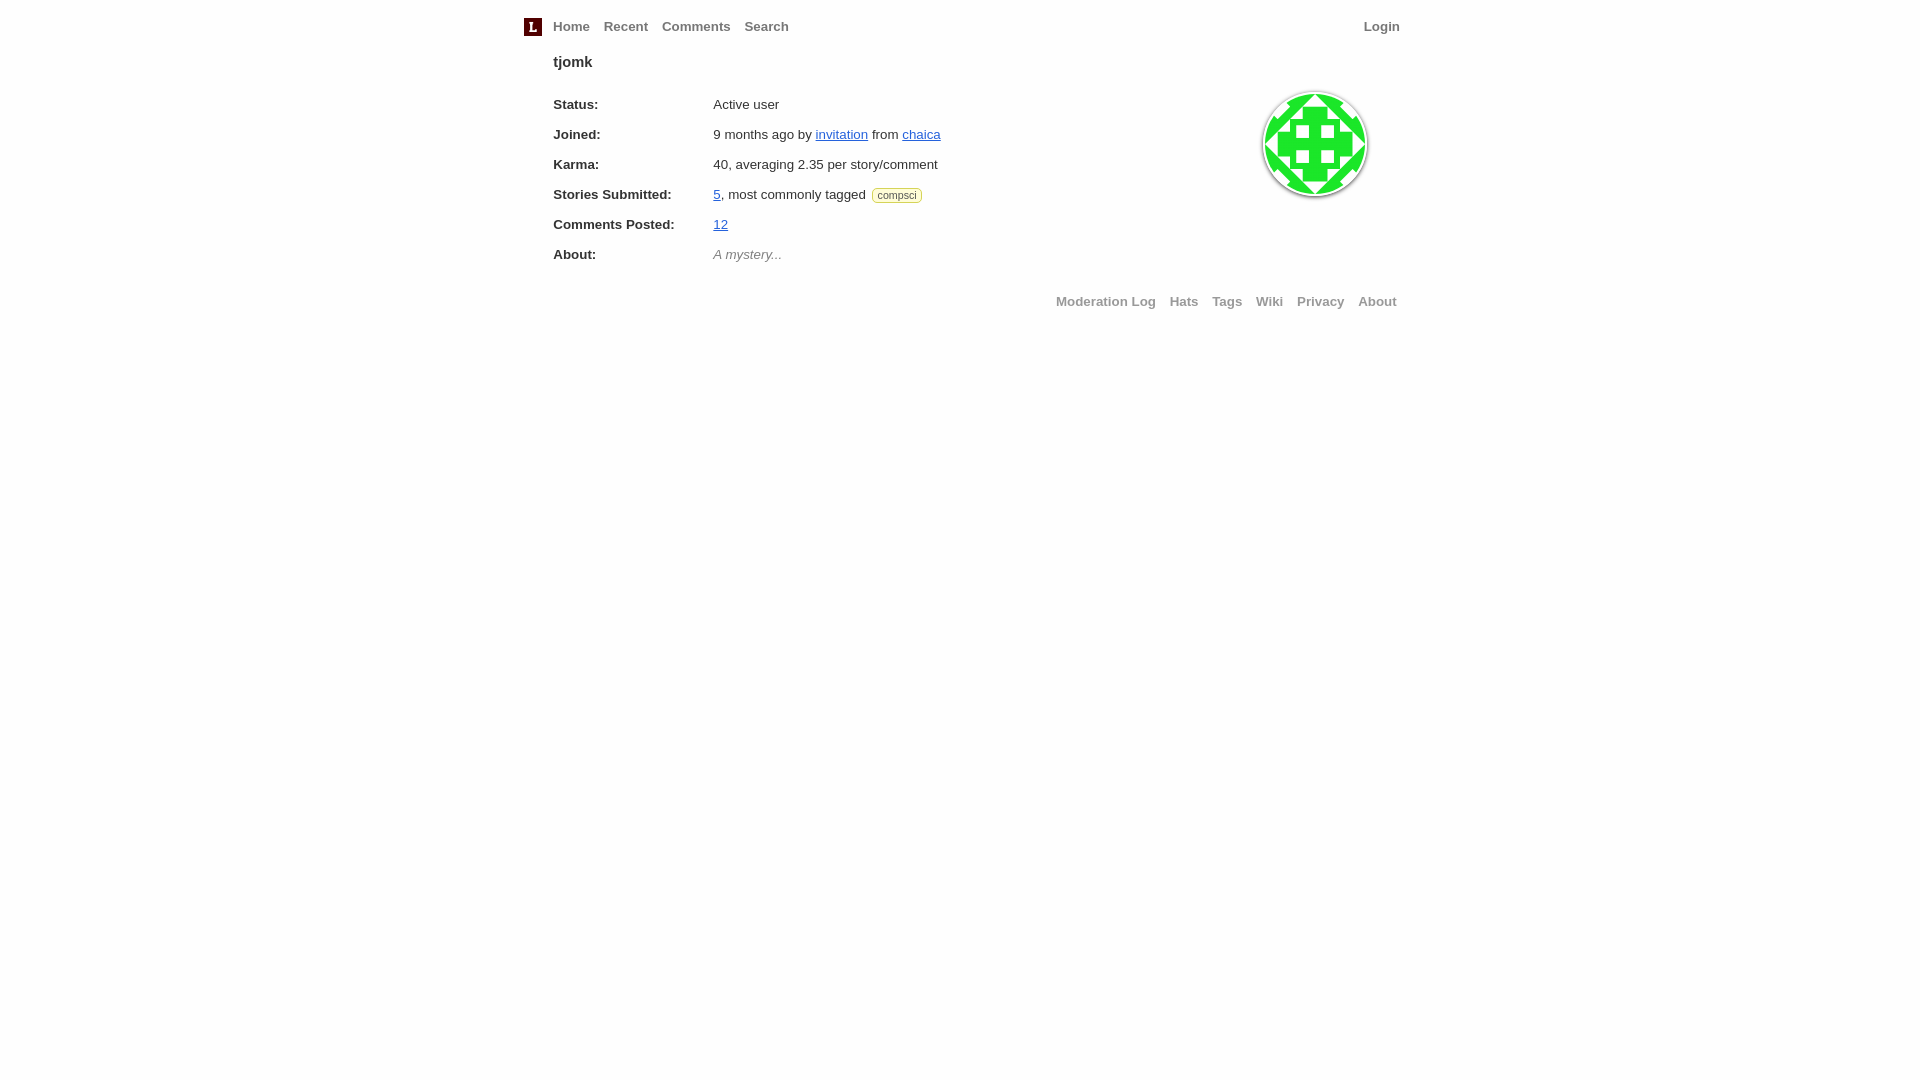 L Home Recent Comments Search Login
tjomk
Status: Active user
Joined: 9 months ago by invitation from chaica
Karma: 40, averaging 2.35 per story/comment
Stories Submitted: 5, most commonly tagged compsci
Comments Posted: 12
About: A mystery...
Moderation Log Hats Tags Wiki Privacy About